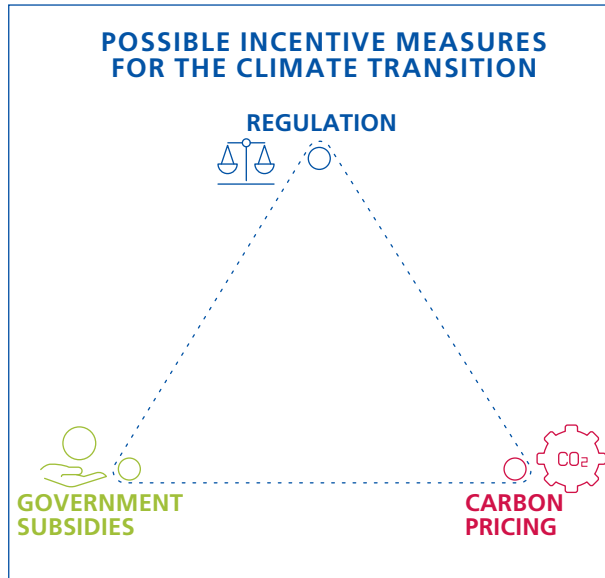 POSSIBLE INCENTIVE MEASURES
FOR THE CLIMATE TRANSITION
REGULATION
GOVERNMENT
SUBSIDIES
CO₂
CARBON
PRICING